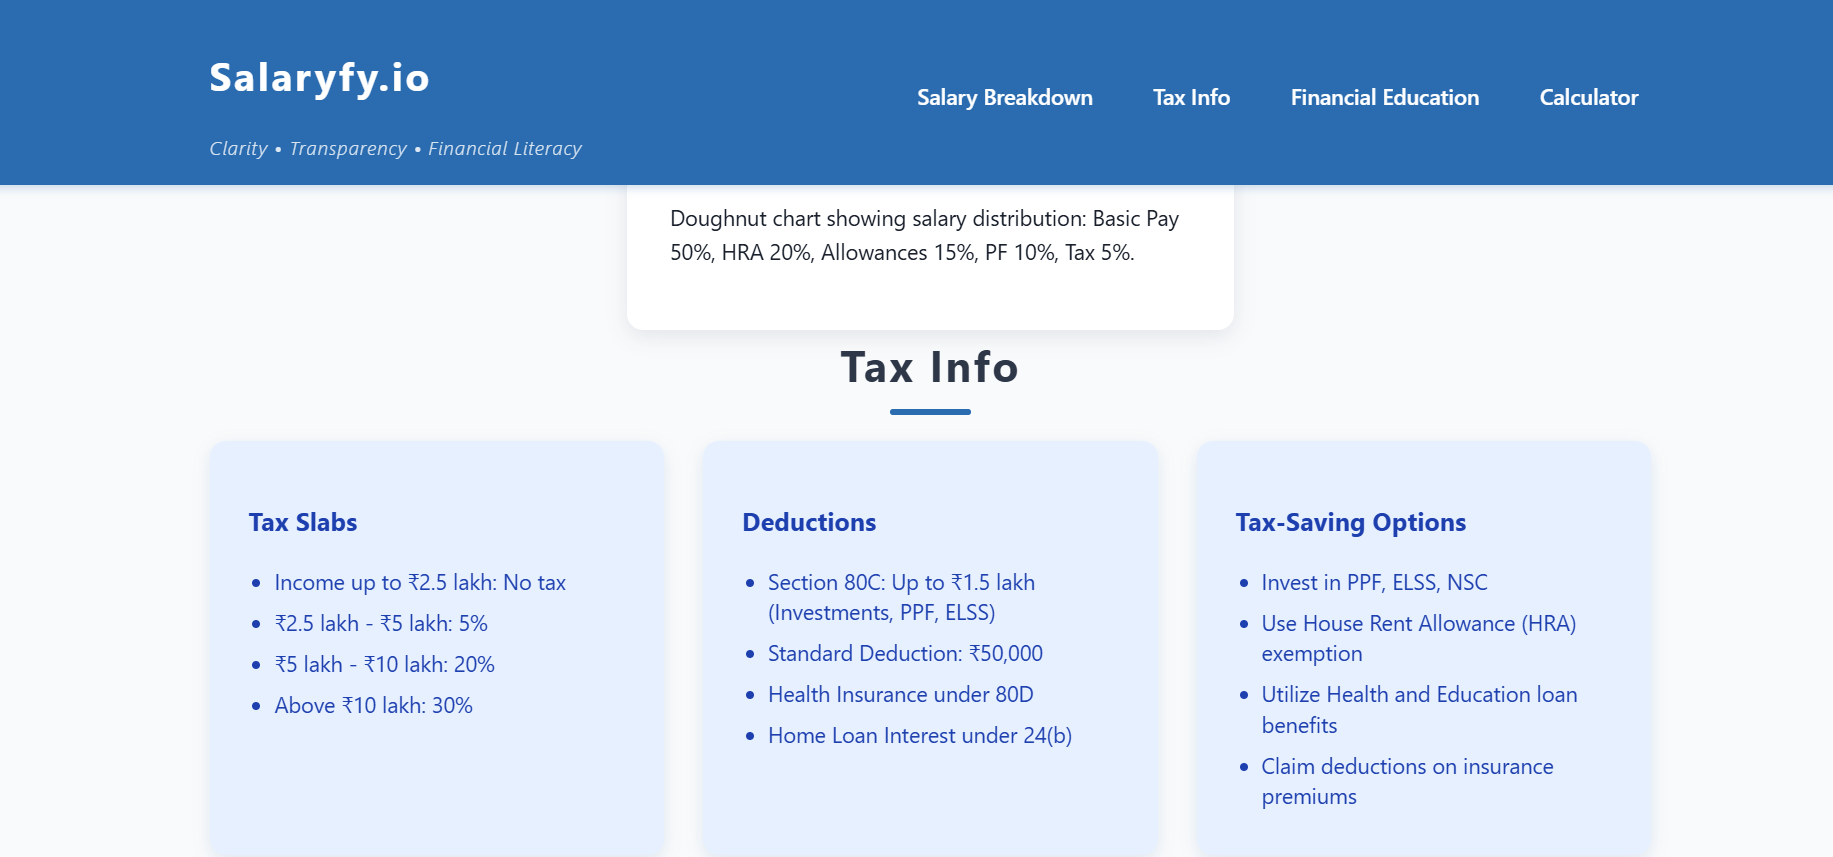 Salaryfy.io
Clarity • Transparency • Financial Literacy
Salary Breakdown
Tax Info
Financial Education
Calculator
Doughnut chart showing salary distribution: Basic Pay
50%, HRA 20%, Allowances 15%, PF 10%, Tax 5%.
Tax Info
Tax Slabs
• Income up to ₹2.5 lakh: No tax
• ₹2.5 lakh - ₹5 lakh: 5%
• ₹5 lakh - ₹10 lakh: 20%
• Above ₹10 lakh: 30%
Deductions
• Section 80C: Up to ₹1.5 lakh
(Investments, PPF, ELSS)
• Standard Deduction: ₹50,000
• Health Insurance under 80D
• Home Loan Interest under 24(b)
Tax-Saving Options
• Invest in PPF, ELSS, NSC
• Use House Rent Allowance (HRA)
exemption
• Utilize Health and Education loan
benefits
• Claim deductions on insurance
premiums